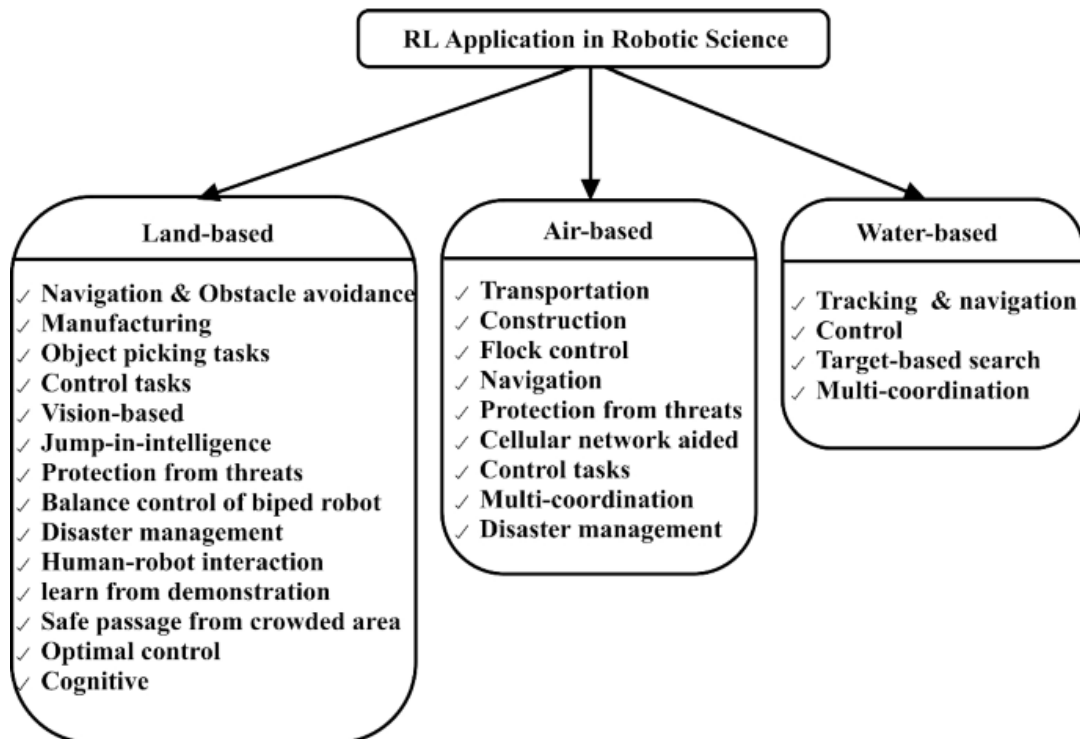 RL Application in Robotic Science
Land-based
✓ Navigation & Obstacle avoidance
✓ Manufacturing
✓ Object picking tasks
✓ Control tasks
✓ Vision-based
✓ Jump-in-intelligence
✓ Protection from threats
✓ Balance control of biped robot
✓ Disaster management
✓ Human-robot interaction
✓ learn from demonstration
✓ Safe passage from crowded area
✓ Optimal control
✓ Cognitive
Air-based
✓ Transportation
✓ Construction
✓ Flock control
✓ Navigation
✓ Protection from threats
✓ Cellular network aided
✓ Control tasks
✓ Multi-coordination
✓ Disaster management
Water-based
✓ Tracking & navigation
✓ Control
✓ Target-based search
✓ Multi-coordination